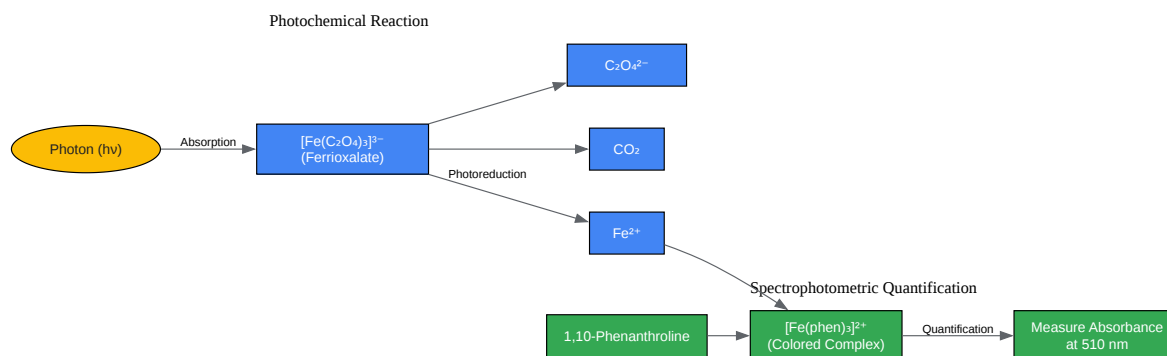 Photochemical Reaction
C₂O₄²⁻
Photon (hν)
Absorption
[Fe(C₂O₄)₃]³⁻
(Ferrioxalate)
CO₂
Photoreduction
Fe²⁺
Spectrophotometric Quantification
1,10-Phenanthroline
[Fe(phen)₃]²⁺
(Colored Complex)
Quantification
Measure Absorbance
at 510 nm